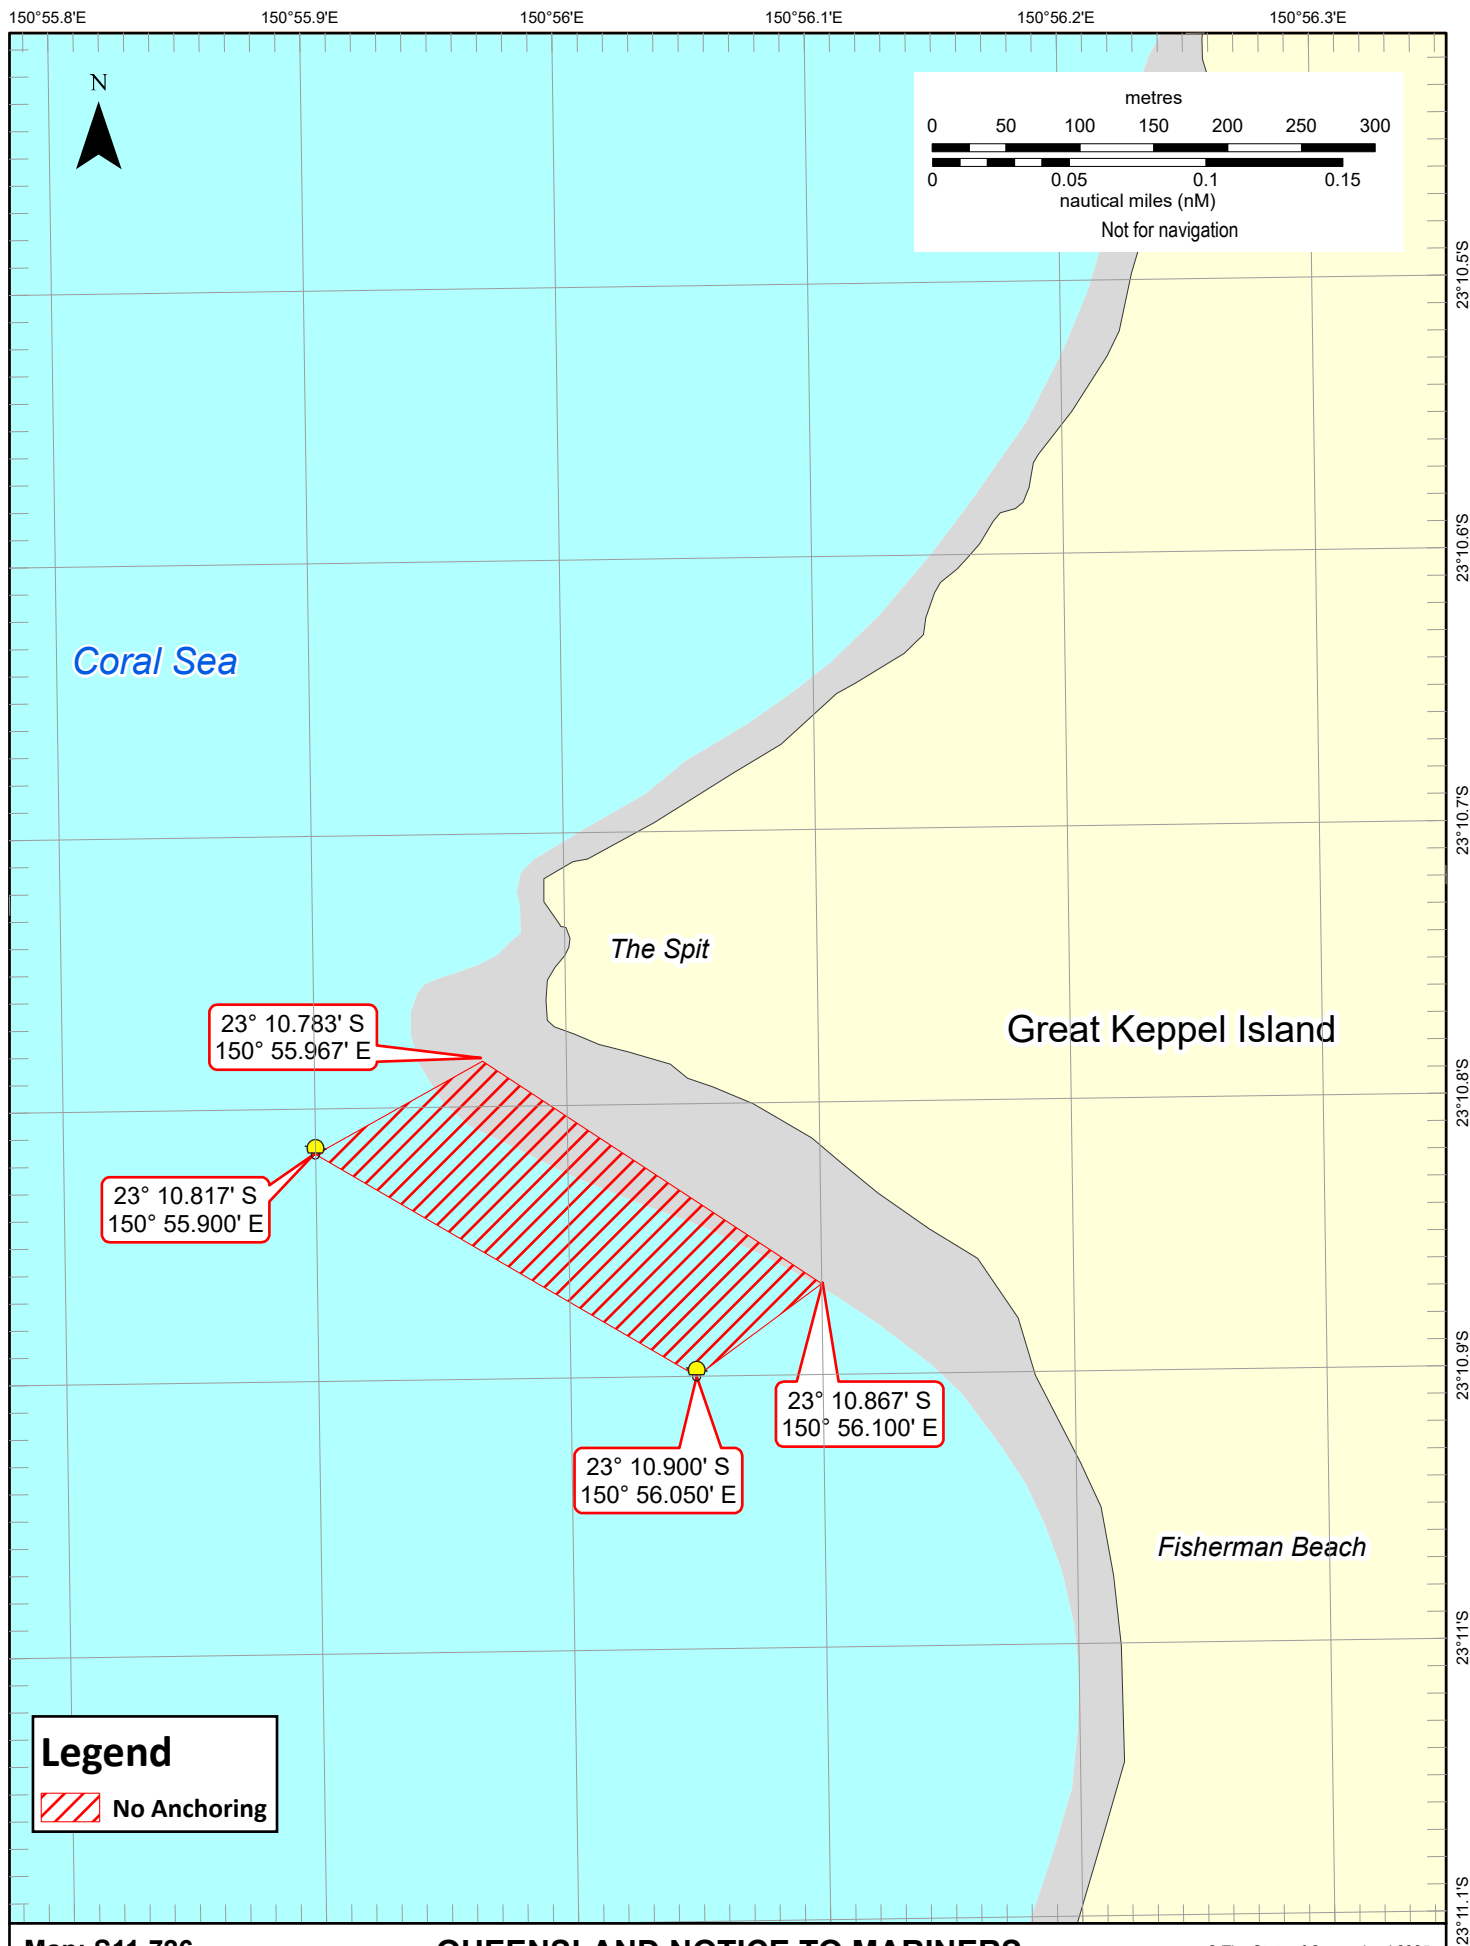 150°55.8'E 150°55.9'E 150°56'E 150°56.1'E 150°56.2'E 150°56.3'E
N
metres
0 50 100 150 200 250 300
0 0.05 0.1 0.15
nautical miles (nM)
Not for navigation
23°10.5'S
23°10.6'S
Coral Sea
23°10.7'S
The Spit
23° 10.783' S
150° 55.967' E
Great Keppel Island
23°10.8'S
23° 10.817' S
150° 55.900' E
23°10.9'S
23° 10.867' S
150° 56.100' E
23° 10.900' S
150° 56.050' E
Fisherman Beach
23°11'S
Legend
No Anchoring
23°11.1'S
Map: S11-786
QUEENSLAND NOTICE TO MARINERS